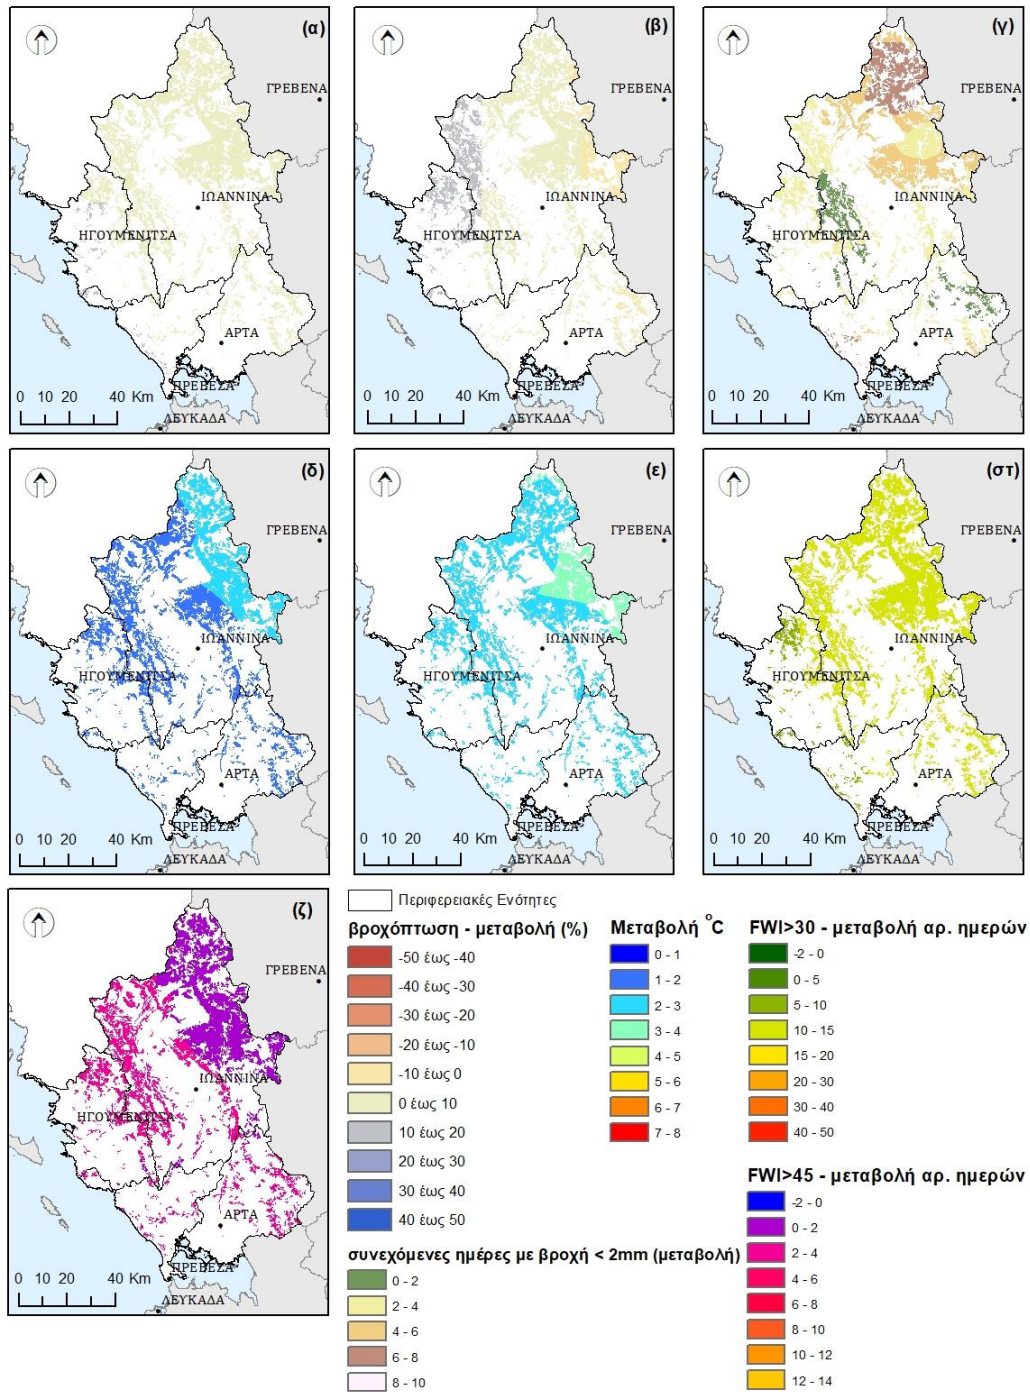 (α)
ΓΡΕΒΕΝΑ
ΙΩΑΝΝΙΝΑ
ΗΓΟΥΜΕΝΙΤΣΑ
ΑΡΤΑ
ΠΡΕΒΕΖΑ
0 10 20 40 Km
ΛΕΥΚΑΔΑ
(β)
ΓΡΕΒΕΝΑ
ΙΩΑΝΝΙΝΑ
ΗΓΟΥΜΕΝΙΤΣΑ
ΑΡΤΑ
ΠΡΕΒΕΖΑ
0 10 20 40 Km
ΛΕΥΚΑΔΑ
(γ)
ΓΡΕΒΕΝΑ
ΙΩΑΝΝΙΝΑ
ΗΓΟΥΜΕΝΙΤΣΑ
ΑΡΤΑ
ΠΡΕΒΕΖΑ
0 10 20 40 Km
ΛΕΥΚΑΔΑ
(δ)
ΓΡΕΒΕΝΑ
ΙΩΑΝΝΙΝΑ
ΗΓΟΥΜΕΝΙΤΣΑ
ΑΡΤΑ
ΠΡΕΒΕΖΑ
0 10 20 40 Km
ΛΕΥΚΑΔΑ
(ε)
ΓΡΕΒΕΝΑ
ΙΩΑΝΝΙΝΑ
ΗΓΟΥΜΕΝΙΤΣΑ
ΑΡΤΑ
ΠΡΕΒΕΖΑ
0 10 20 40 Km
ΛΕΥΚΑΔΑ
(στ)
ΓΡΕΒΕΝΑ
ΙΩΑΝΝΙΝΑ
ΗΓΟΥΜΕΝΙΤΣΑ
ΑΡΤΑ
ΠΡΕΒΕΖΑ
0 10 20 40 Km
ΛΕΥΚΑΔΑ
(ζ)
ΓΡΕΒΕΝΑ
ΙΩΑΝΝΙΝΑ
ΗΓΟΥΜΕΝΙΤΣΑ
ΑΡΤΑ
ΠΡΕΒΕΖΑ
0 10 20 40 Km
ΛΕΥΚΑΔΑ
Περιφερειακές Ενότητες
βροχόπτωση - μεταβολή (%)
-50 έως -40
-40 έως -30
-30 έως -20
-20 έως -10
-10 έως 0
0 έως 10
10 έως 20
20 έως 30
30 έως 40
40 έως 50
συνεχόμενες ημέρες με βροχή < 2mm (μεταβολή)
0 - 2
2 - 4
4 - 6
6 - 8
8 - 10
Μεταβολή °C
0 - 1
1 - 2
2 - 3
3 - 4
4 - 5
5 - 6
6 - 7
7 - 8
FWI>30 - μεταβολή αρ. ημερών
-2 - 0
0 - 5
5 - 10
10 - 15
15 - 20
20 - 30
30 - 40
40 - 50
FWI>45 - μεταβολή αρ. ημερών
-2 - 0
0 - 2
2 - 4
4 - 6
6 - 8
8 - 10
10 - 12
12 - 14